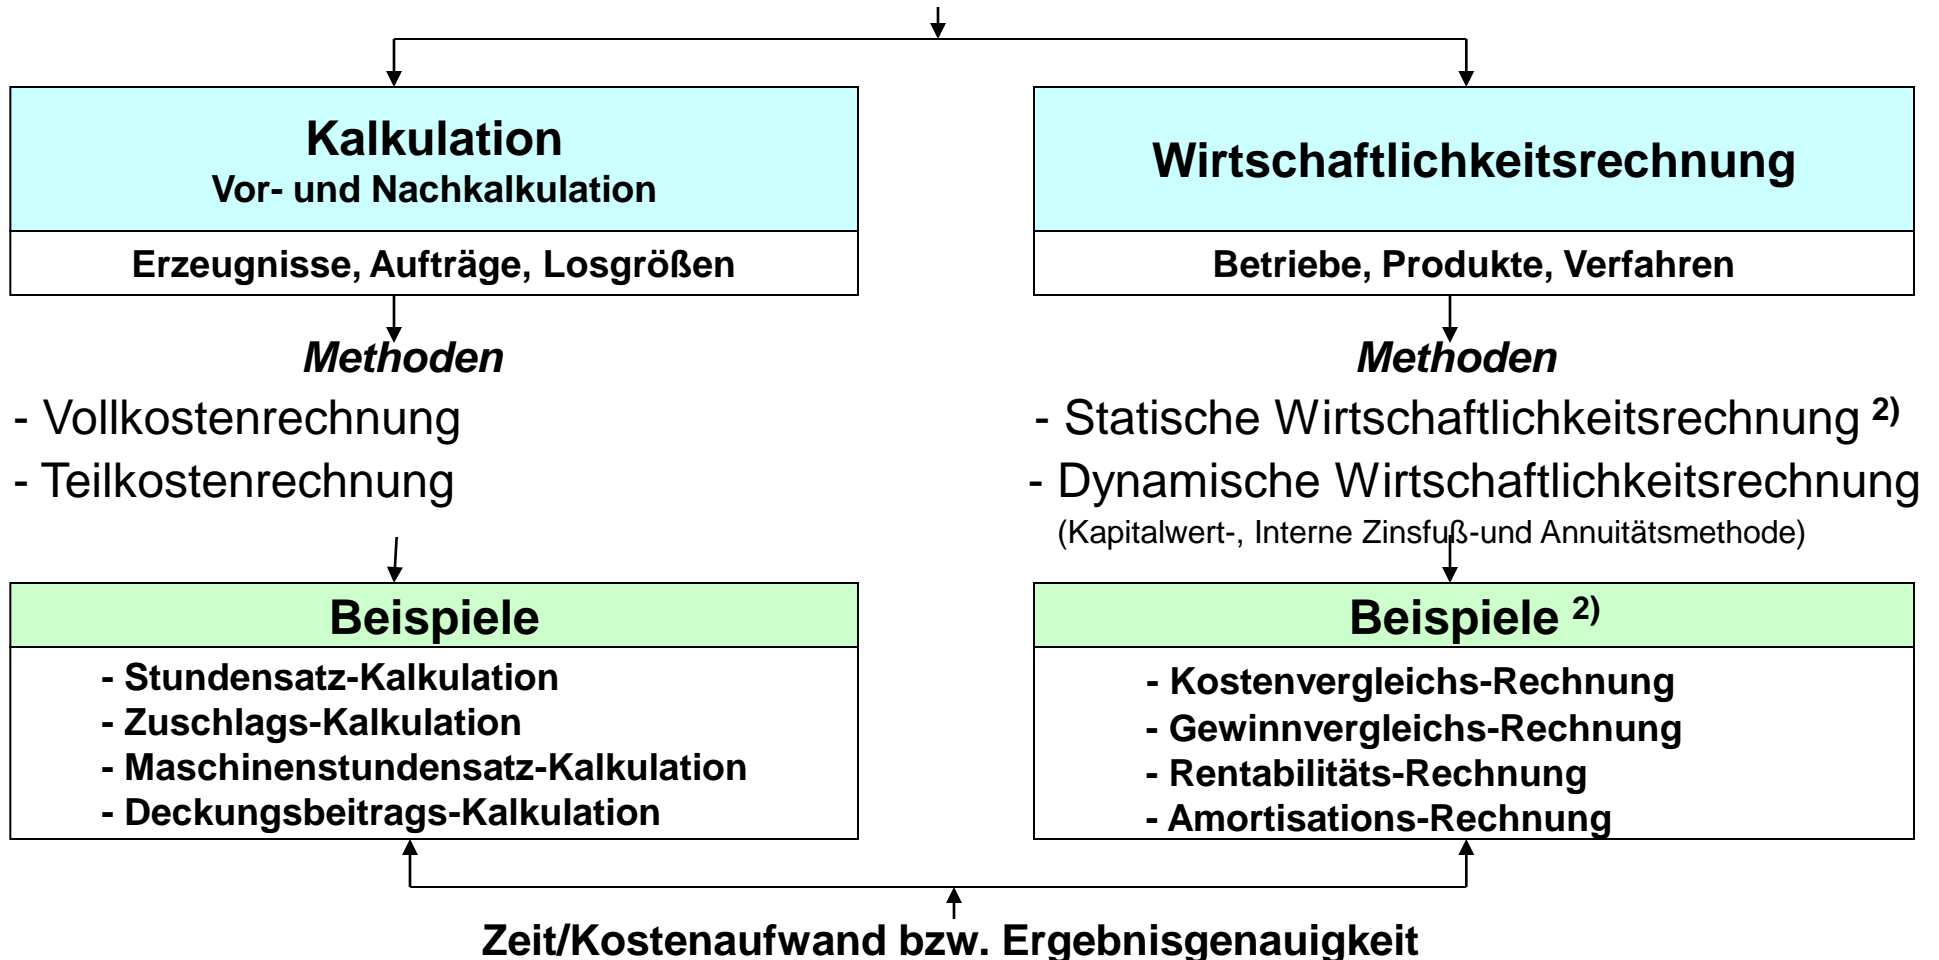 Kalkulation
Vor- und Nachkalkulation
Erzeugnisse, Aufträge, Losgrößen
Methoden
- Vollkostenrechnung
- Teilkostenrechnung
Beispiele
- Stundensatz-Kalkulation
- Zuschlags-Kalkulation
- Maschinenstundensatz-Kalkulation
- Deckungsbeitrags-Kalkulation
Wirtschaftlichkeitsrechnung
Betriebe, Produkte, Verfahren
Methoden
- Statische Wirtschaftlichkeitsrechnung 2)
- Dynamische Wirtschaftlichkeitsrechnung
(Kapitalwert-, Interne Zinsfuß-und Annuitätsmethode)
Beispiele 2)
- Kostenvergleichs-Rechnung
- Gewinnvergleichs-Rechnung
- Rentabilitäts-Rechnung
- Amortisations-Rechnung
Zeit/Kostenaufwand bzw. Ergebnisgenauigkeit